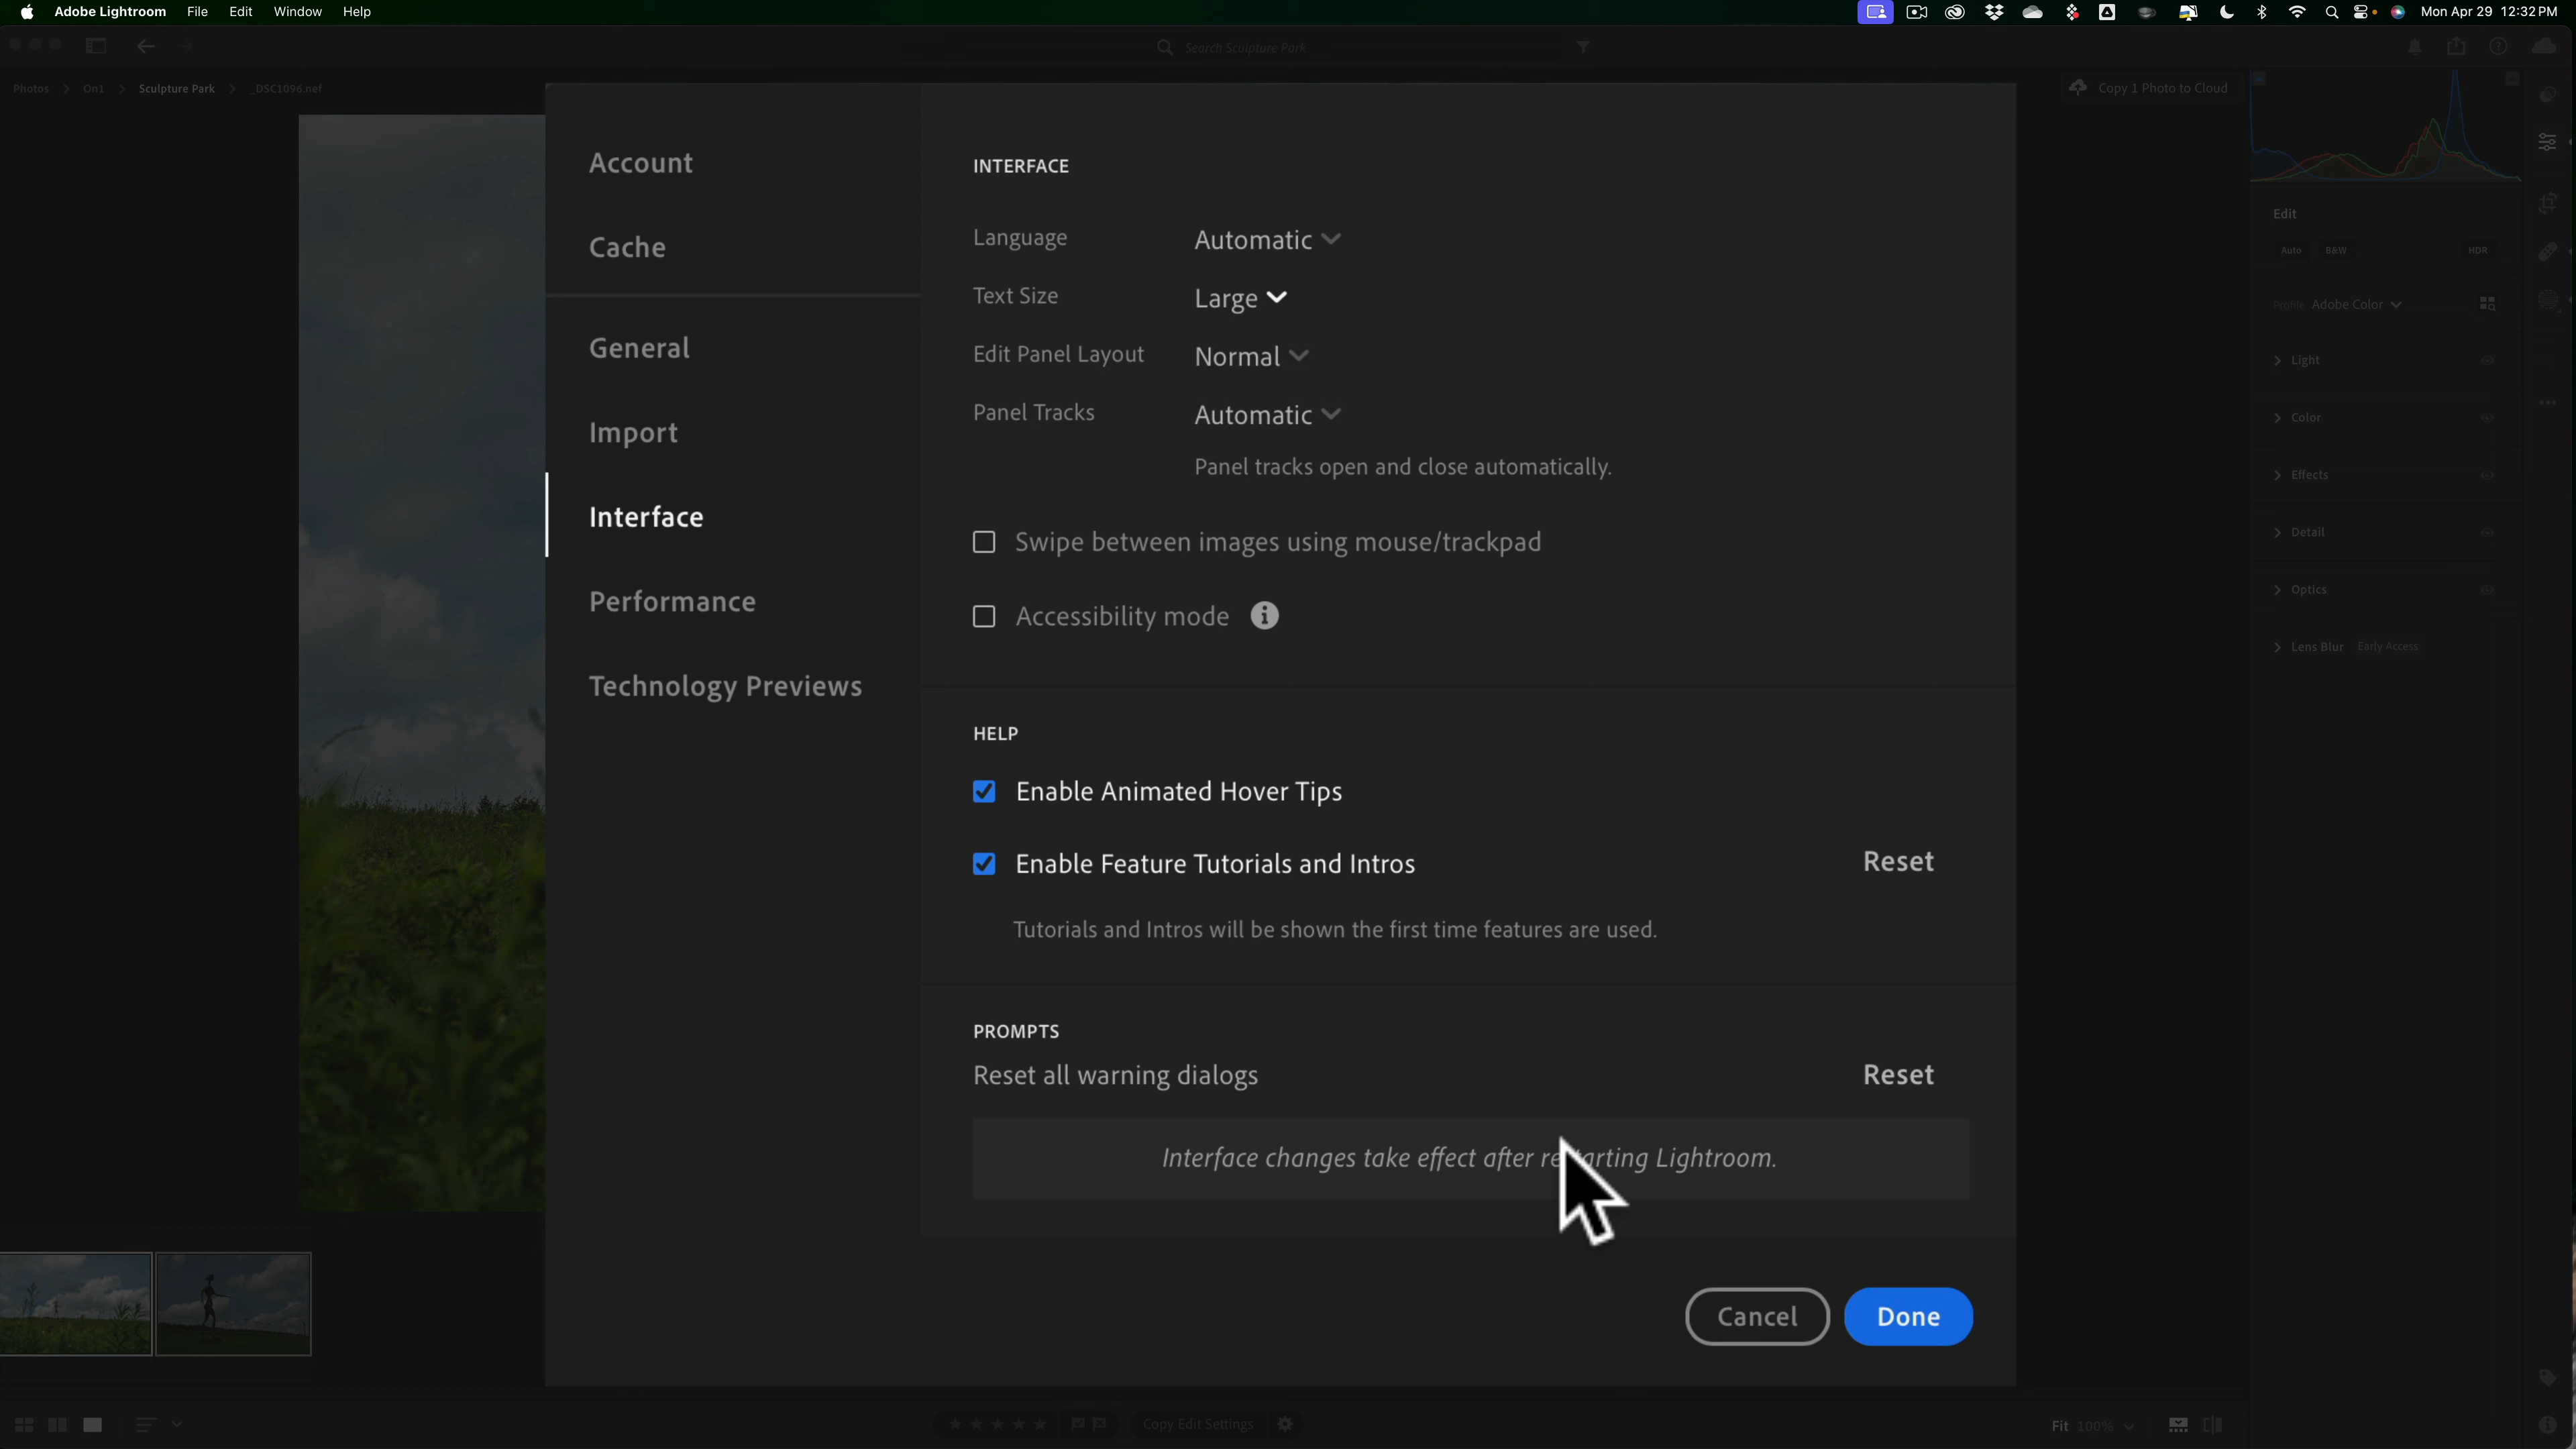 Adobe Lightroom File Edit Window Help
Mon Apr 29 12:32 PM
Search Sculpture Park
Photos > On1 > Sculpture Park > _DSC1096.nef
Copy 1 Photo to Cloud
Account
Cache
General
Import
Interface
Performance
Technology Previews
INTERFACE
Language Automatic
Text Size Large
Edit Panel Layout Normal
Panel Tracks Automatic
Panel tracks open and close automatically.
Swipe between images using mouse/trackpad
Accessibility mode
HELP
Enable Animated Hover Tips
Enable Feature Tutorials and Intros Reset
Tutorials and Intros will be shown the first time features are used.
PROMPTS
Reset all warning dialogs Reset
Interface changes take effect after Lightroom.
Cancel Done
Edit
Auto B&W HDR
Profile Adobe Color
Light
Color
Effects
Detail
Optics
Lens Blur Early Access
Copy Edit Settings
Fit 100%